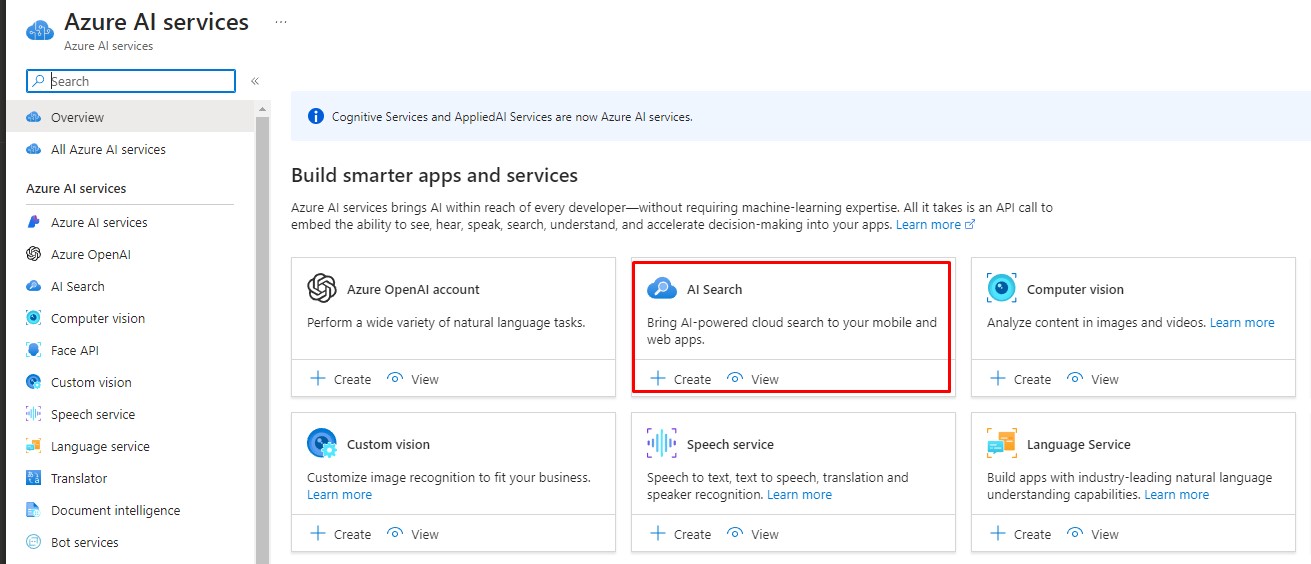 Azure AI services
...
Azure AI services
Search
«
Overview
All Azure AI services
Azure AI services
Azure AI services
Azure OpenAI
AI Search
Computer vision
Face API
Custom vision
Speech service
Language service
Translator
Document intelligence
Bot services
Cognitive Services and AppliedAI Services are now Azure AI services.
Build smarter apps and services
Azure AI services brings AI within reach of every developer—without requiring machine-learning expertise. All it takes is an API call to
embed the ability to see, hear, speak, search, understand, and accelerate decision-making into your apps. Learn more
Azure OpenAI account
Perform a wide variety of natural language tasks.
Create View
AI Search
Bring AI-powered cloud search to your mobile and
web apps.
Create View
Computer vision
Analyze content in images and videos. Learn more
Create View
Custom vision
Customize image recognition to fit your business.
Learn more
Create View
Speech service
Speech to text, text to speech, translation and
speaker recognition. Learn more
Create View
Language Service
Build apps with industry-leading natural language
understanding capabilities. Learn more
Create View